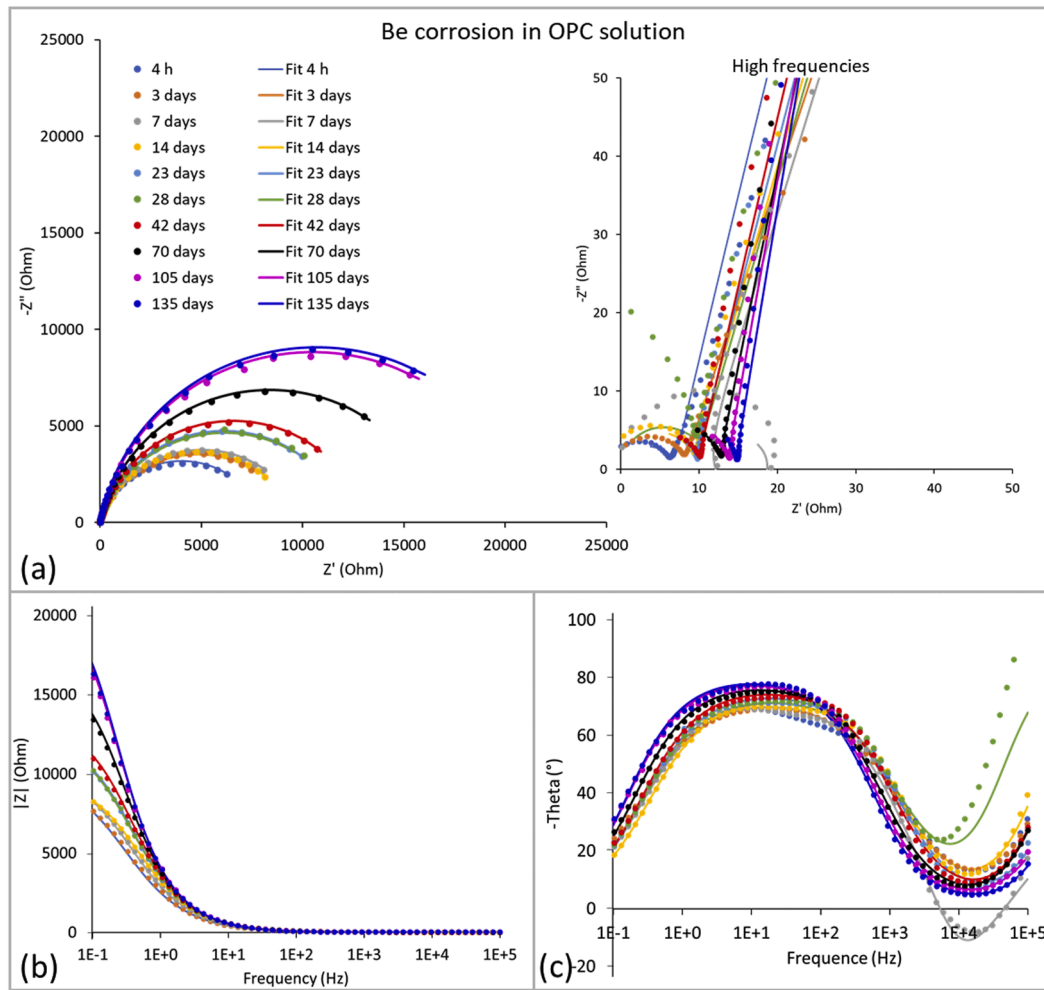 Be corrosion in OPC solution
25000
20000
15000
10000
5000
0
-Z'' (Ohm)
4 h Fit 4 h
3 days Fit 3 days
7 days Fit 7 days
14 days Fit 14 days
23 days Fit 23 days
28 days Fit 28 days
42 days Fit 42 days
70 days Fit 70 days
105 days Fit 105 days
135 days Fit 135 days
0 5000 10000 15000 20000 25000
Z' (Ohm)
(a)
High frequencies
50
40
30
20
10
0
-Z'' (Ohm)
0 10 20 30 40 50
Z' (Ohm)
20000
15000
10000
5000
0
|Z| (Ohm)
1E-1 1E+0 1E+1 1E+2 1E+3 1E+4 1E+5
Frequency (Hz)
(b)
100
80
60
40
20
0
-20
-Theta (°)
1E-1 1E+0 1E+1 1E+2 1E+3 1E+4 1E+5
Frequence (Hz)
(c)